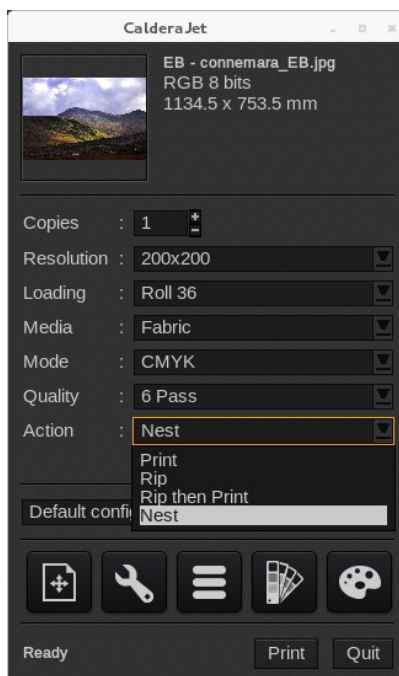 CalderaJet
EB - connemara_EB.jpg
RGB 8 bits
1134.5 x 753.5 mm
Copies : 1
Resolution : 200x200
Loading : Roll 36
Media : Fabric
Mode : CMYK
Quality : 6 Pass
Action : Nest
Print
Rip
Rip then Print
Nest
Default confi
Ready Print Quit